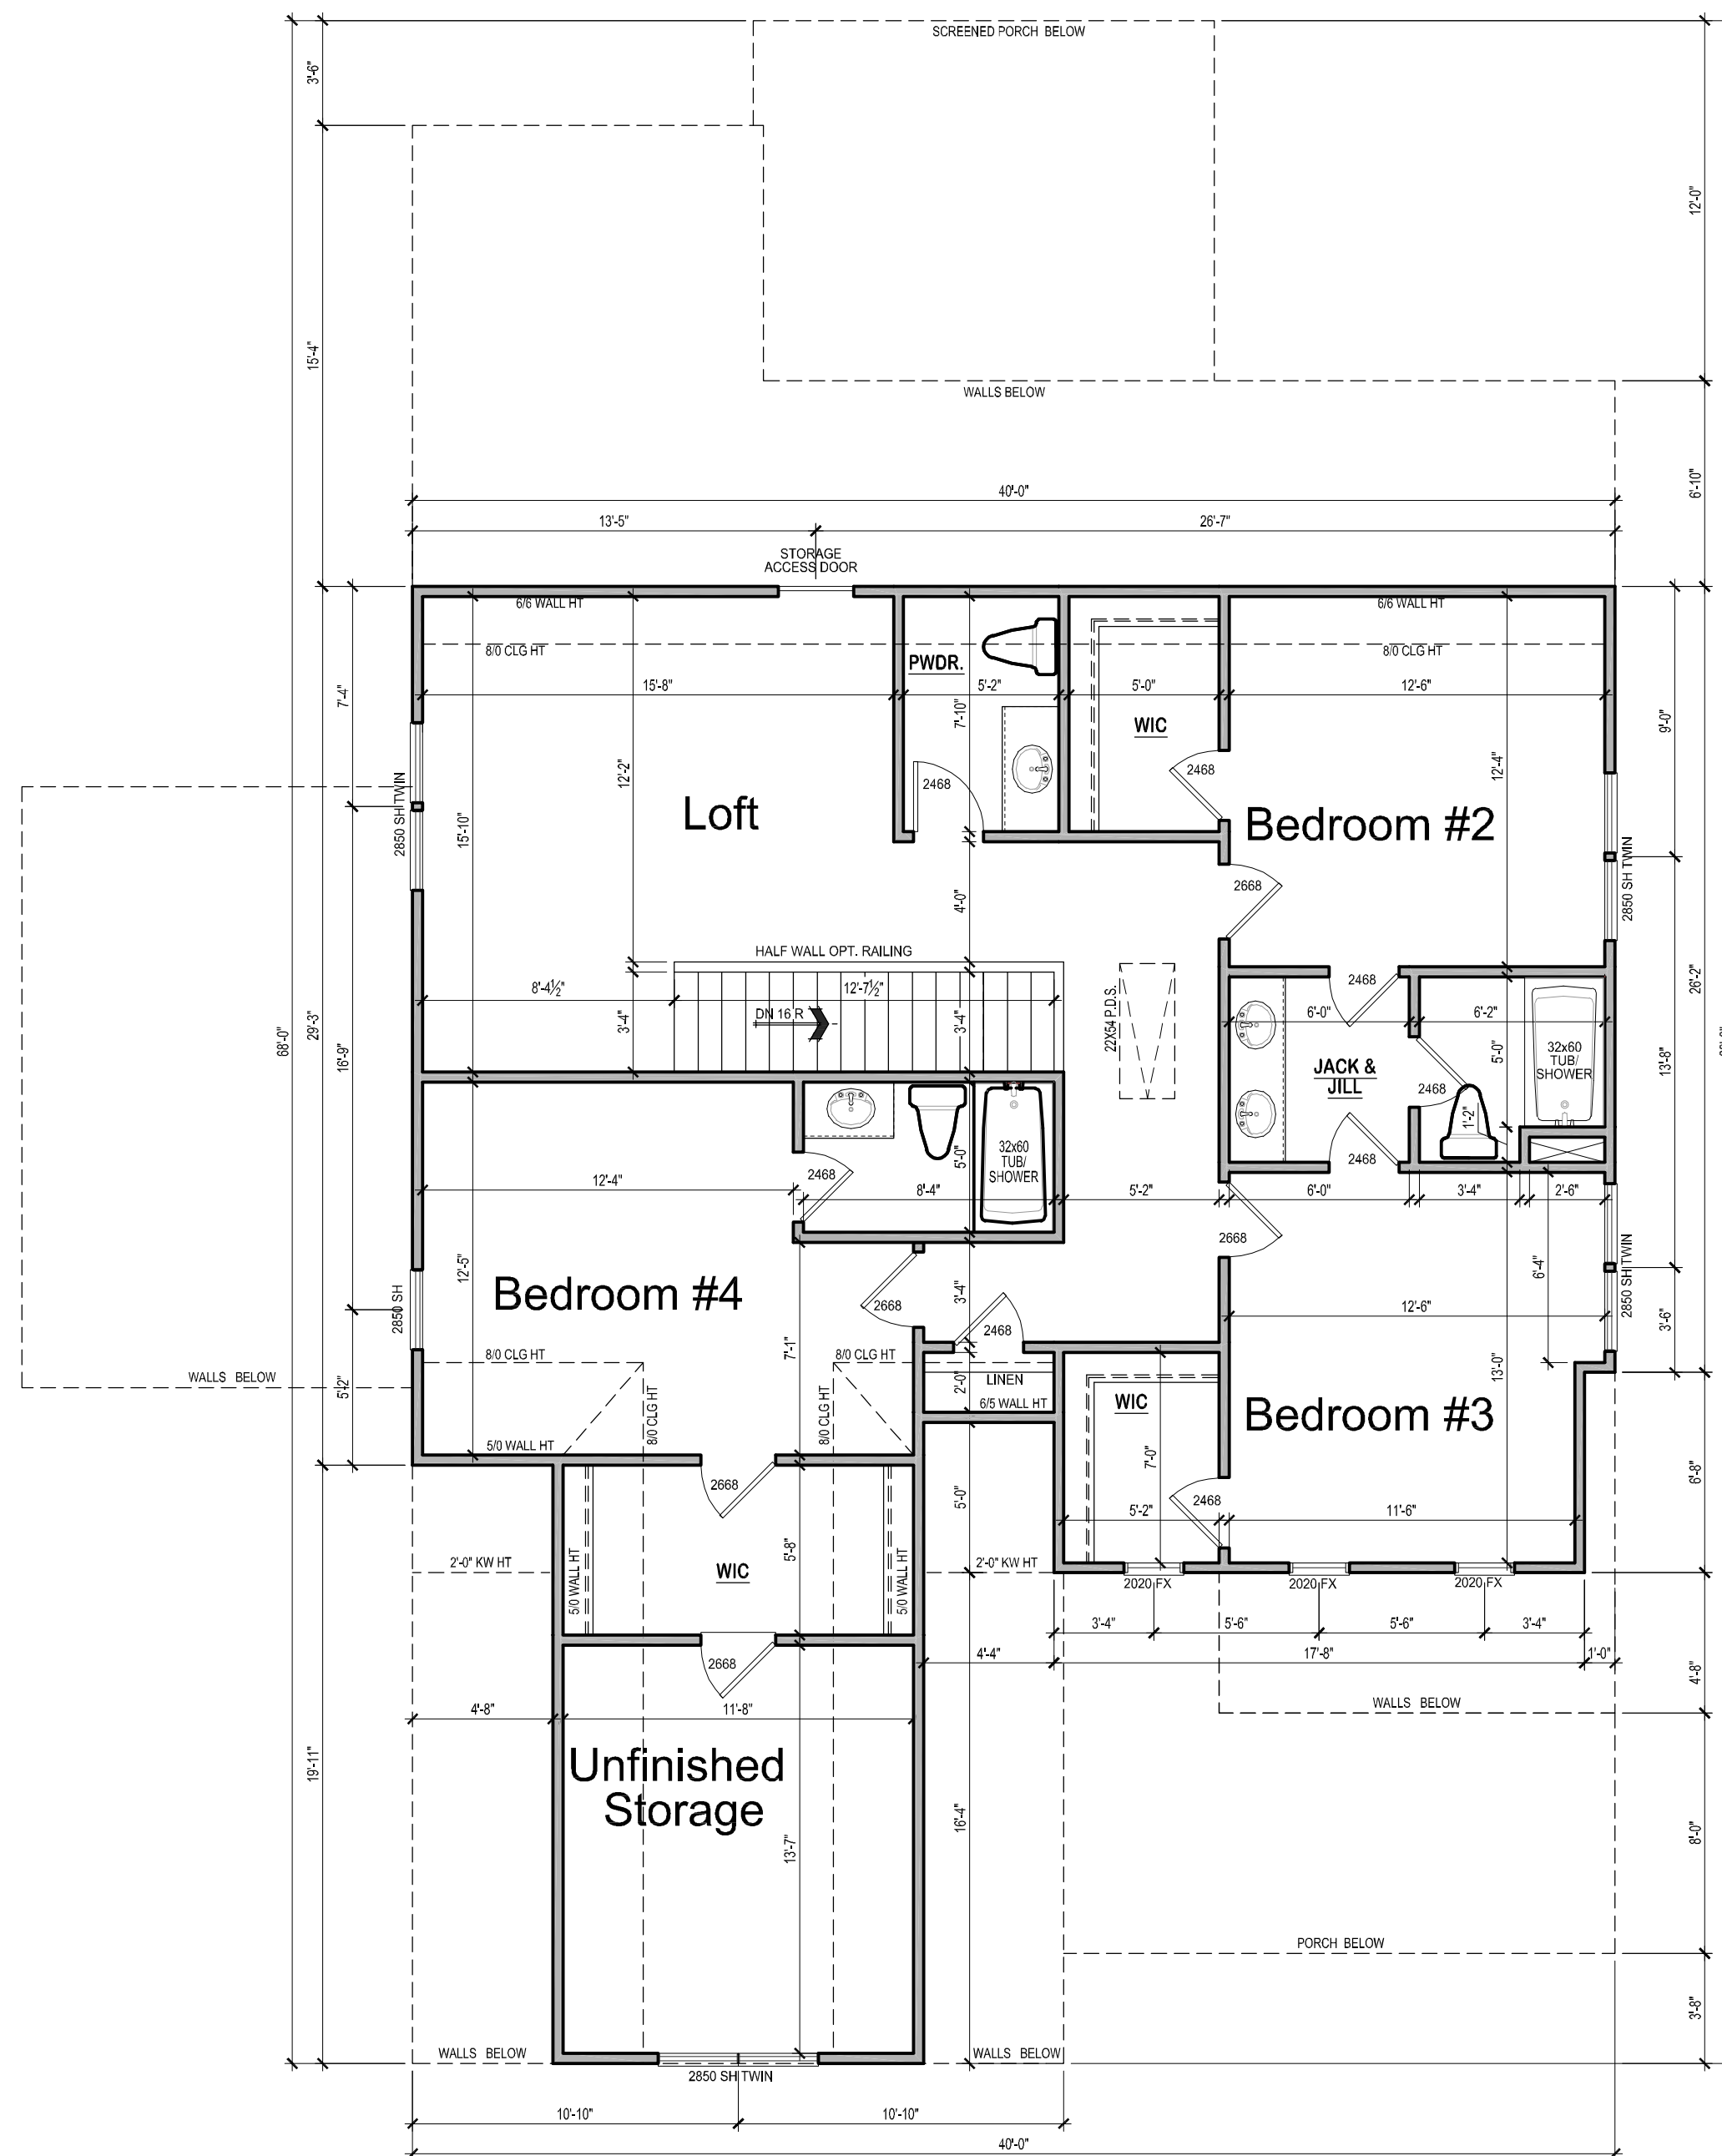 SCREENED PORCH BELOW
3'-6"
12'-0"
15'-4"
WALLS BELOW
6'-10"
40'-0"
13'-5"
26'-7"
STORAGE
ACCESS DOOR
6/6 WALL HT
6/6 WALL HT
8/0 CLG HT
8/0 CLG HT
PWDR.
15'-8"
5'-2"
5'-0"
12'-6"
7'-4"
7'-10"
9'-0"
WIC
12'-2"
12'-4"
2468
2468
Loft
Bedroom #2
2850 SH TWIN
15'-10"
2850 SH TWIN
2668
4'-0"
HALF WALL OPT. RAILING
8'-4½"
12'-7½"
2468
26'-2"
DN 16 R
3'-4"
3'-4"
22X54 P.D.S.
6'-0"
6'-2"
68'-0"
29'-3"
16'-9"
5'-0"
32x60
TUB/
SHOWER
JACK &
JILL
13'-8"
2468
1'-2"
32x60
TUB/
SHOWER
5'-0"
2468
2468
12'-4"
8'-4"
5'-2"
6'-0"
3'-4"
2'-6"
2668
12'-5"
6'-4"
Bedroom #4
3'-4"
2850 SH
2668
2468
12'-6"
2850 SH TWIN
3'-6"
7'-1"
8/0 CLG HT
8/0 CLG HT
WALLS BELOW
5'-2"
2'-0"
LINEN
13'-0"
8/0 CLG HT
8/0 CLG HT
6/5 WALL HT
WIC
Bedroom #3
5/0 WALL HT
7'-0"
6'-8"
2668
5'-0"
2468
5'-2"
11'-6"
5'-8"
2'-0" KW HT
5/0 WALL HT
WIC
5/0 WALL HT
2'-0" KW HT
2020 FX
2020 FX
2020 FX
3'-4"
5'-6"
5'-6"
3'-4"
2668
4'-4"
17'-8"
1'-0"
4'-8"
4'-8"
11'-8"
WALLS BELOW
Unfinished
Storage
19'-11"
13'-7"
16'-4"
8'-0"
PORCH BELOW
3'-8"
WALLS BELOW
WALLS BELOW
2850 SH TWIN
10'-10"
10'-10"
40'-0"